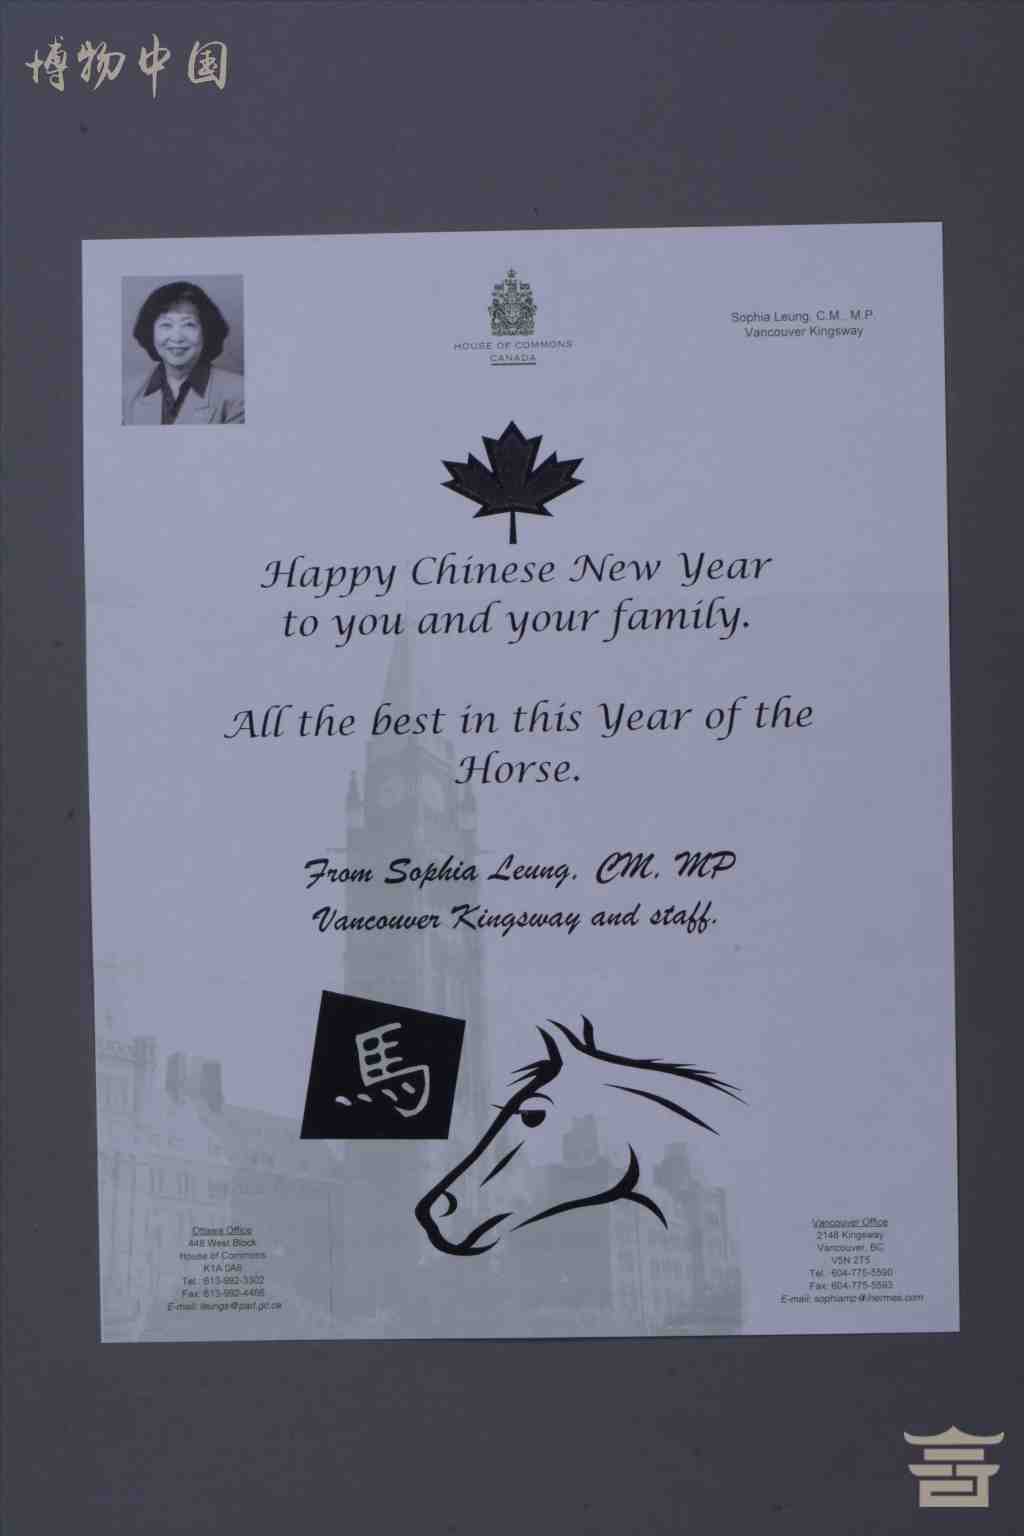 博物中国
HOUSE OF COMMONS
CANADA
Sophia Leung, C.M., M.P.
Vancouver Kingsway
Happy Chinese New Year
to you and your family.
All the best in this Year of the
Horse.
From Sophia Leung, CM, MP
Vancouver Kingsway and staff.
馬
Ottawa Office
448 West Block
House of Commons
K1A 0A6
Tel.: 613-992-3302
Fax: 613-992-4466
E-mail: leungs@parl.gc.ca
Vancouver Office
2148 Kingsway
Vancouver, BC
V5N 2T5
Tel.: 604-775-5590
Fax: 604-775-5593
E-mail: sophiamp@ihermes.com